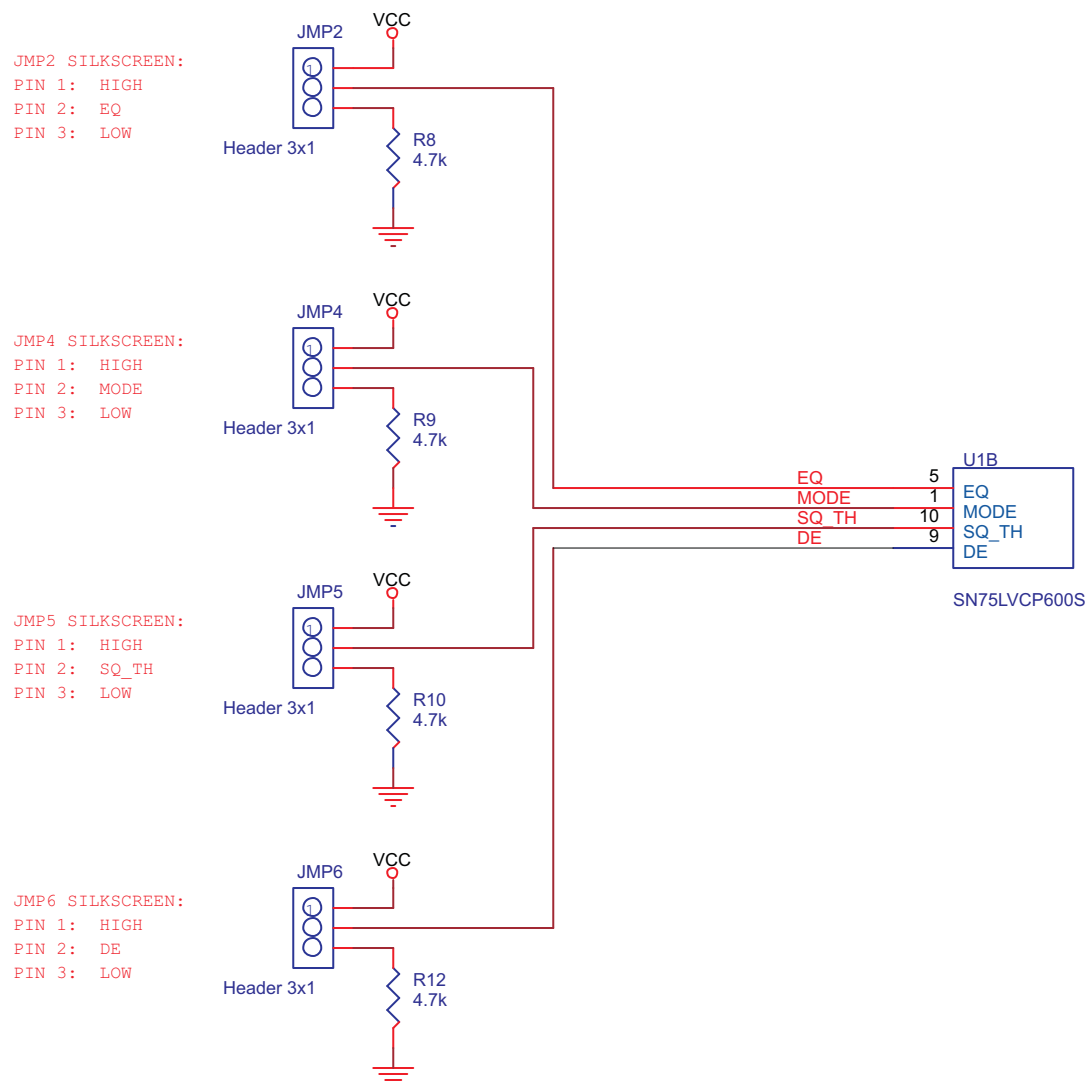 VCC
JMP2
JMP2 SILKSCREEN:
PIN 1: HIGH
PIN 2: EQ
PIN 3: LOW
1
Header 3x1
R8
4.7k
VCC
JMP4
JMP4 SILKSCREEN:
PIN 1: HIGH
PIN 2: MODE
PIN 3: LOW
1
Header 3x1
R9
4.7k
U1B
EQ 5 EQ
MODE 1 MODE
SQ_TH 10 SQ_TH
DE 9 DE
SN75LVCP600S
VCC
JMP5
JMP5 SILKSCREEN:
PIN 1: HIGH
PIN 2: SQ_TH
PIN 3: LOW
1
Header 3x1
R10
4.7k
VCC
JMP6
JMP6 SILKSCREEN:
PIN 1: HIGH
PIN 2: DE
PIN 3: LOW
1
Header 3x1
R12
4.7k